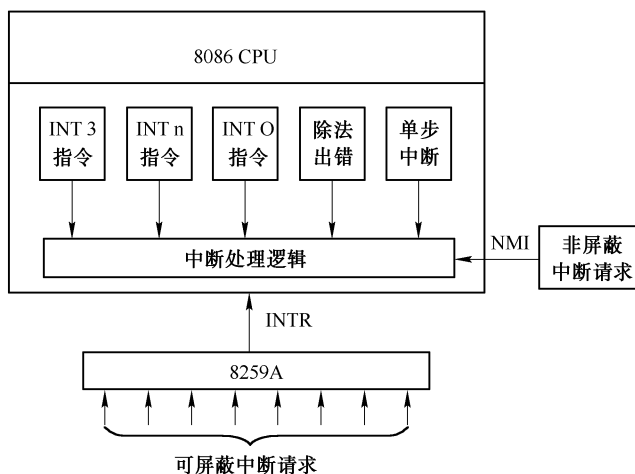 8086 CPU
INT 3
指令
INT n
指令
INT O
指令
除法
出错
单步
中断
中断处理逻辑
NMI
非屏蔽
中断请求
INTR
8259A
可屏蔽中断请求